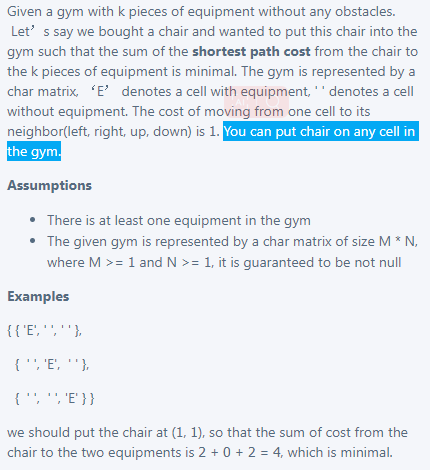 Given a gym with k pieces of equipment without any obstacles.
Let’s say we bought a chair and wanted to put this chair into the
gym such that the sum of the shortest path cost from the chair to
the k pieces of equipment is minimal. The gym is represented by a
char matrix, ‘E’ denotes a cell with equipment, ' ' denotes a cell
without equipment. The cost of moving from one cell to its
neighbor(left, right, up, down) is 1. You can put chair on any cell in
the gym.
Assumptions
• There is at least one equipment in the gym
• The given gym is represented by a char matrix of size M * N,
where M >= 1 and N >= 1, it is guaranteed to be not null
Examples
{ { 'E', ' ', ' ' },
{ ' ', 'E', ' ' },
{ ' ', ' ', 'E' } }
we should put the chair at (1, 1), so that the sum of cost from the
chair to the two equipments is 2 + 0 + 2 = 4, which is minimal.